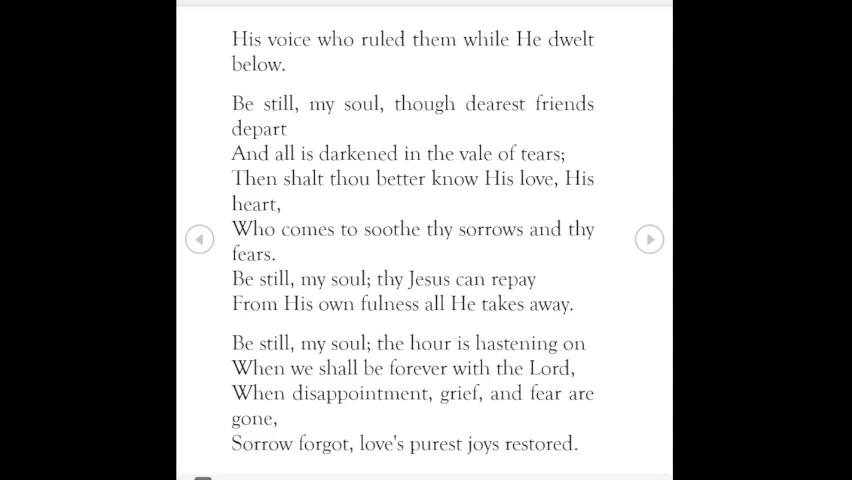 His voice who ruled them while He dwelt
below.
Be still, my soul, though dearest friends
depart
And all is darkened in the vale of tears;
Then shalt thou better know His love, His
heart,
Who comes to soothe thy sorrows and thy
fears.
Be still, my soul; thy Jesus can repay
From His own fulness all He takes away.
Be still, my soul; the hour is hastening on
When we shall be forever with the Lord,
When disappointment, grief, and fear are
gone,
Sorrow forgot, love's purest joys restored.